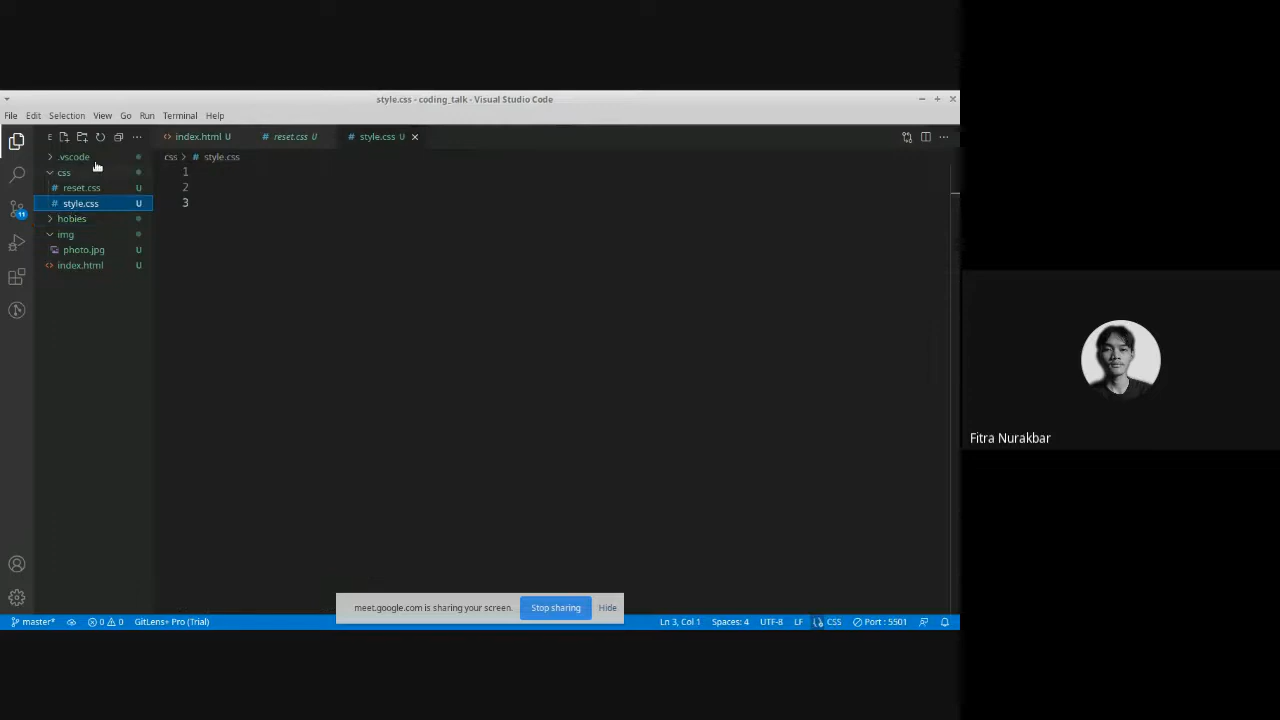 style.css - coding_talk - Visual Studio Code
File Edit Selection View Go Run Terminal Help
E
index.html U
reset.css U
style.css U
.vscode
css
reset.css U
style.css U
hobies
img
photo.jpg U
index.html U
css > style.css
1
2
3
11
Fitra Nurakbar
meet.google.com is sharing your screen. Stop sharing Hide
master* 0 0 GitLens+ Pro (Trial) Ln 3, Col 1 Spaces: 4 UTF-8 LF CSS Port : 5501